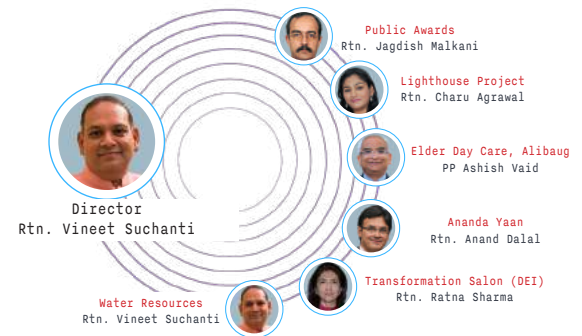 Public Awards
Rtn. Jagdish Malkani
Lighthouse Project
Rtn. Charu Agrawal
Elder Day Care, Alibaug
PP Ashish Vaid
Director
Rtn. Vineet Suchanti
Ananda Yaan
Rtn. Anand Dalal
Transformation Salon (DEI)
Rtn. Ratna Sharma
Water Resources
Rtn. Vineet Suchanti